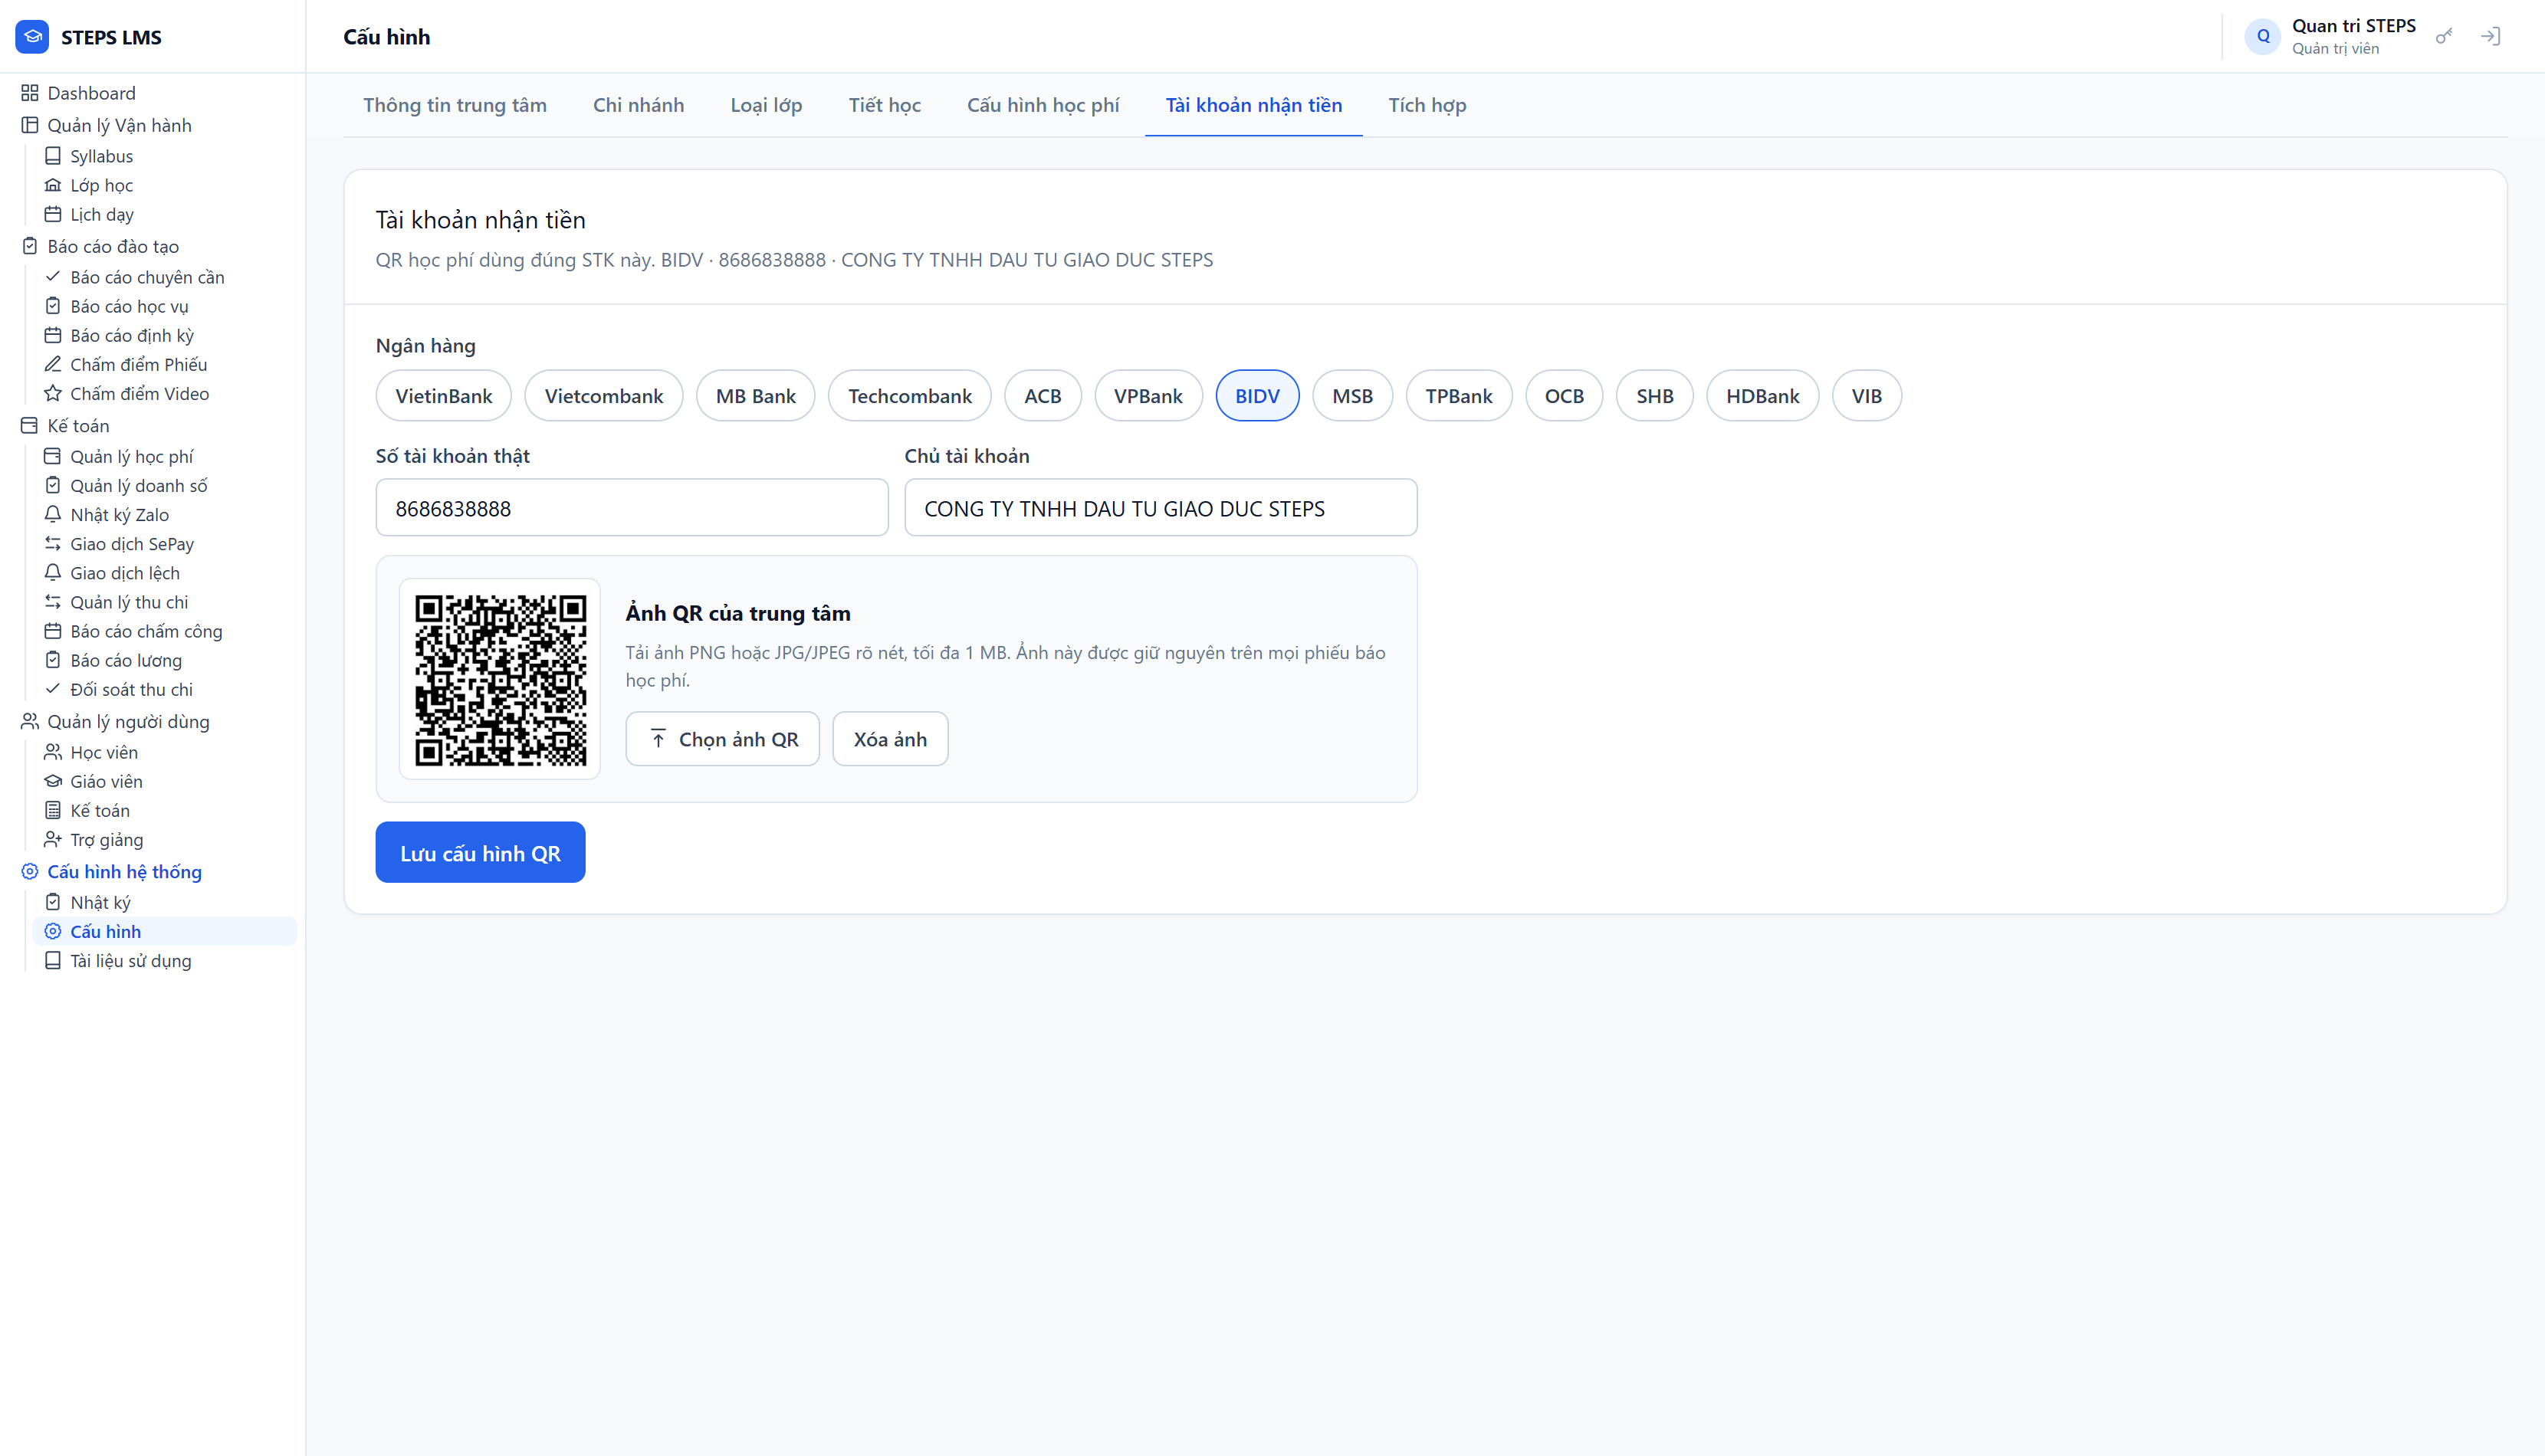 STEPS LMS
Cấu hình
Q
Quan tri STEPS
Quản trị viên
Dashboard
Quản lý Vận hành
Syllabus
Lớp học
Lịch dạy
Báo cáo đào tạo
Báo cáo chuyên cần
Báo cáo học vụ
Báo cáo định kỳ
Chấm điểm Phiếu
Chấm điểm Video
Kế toán
Quản lý học phí
Quản lý doanh số
Nhật ký Zalo
Giao dịch SePay
Giao dịch lệch
Quản lý thu chi
Báo cáo chấm công
Báo cáo lương
Đối soát thu chi
Quản lý người dùng
Học viên
Giáo viên
Kế toán
Trợ giảng
Cấu hình hệ thống
Nhật ký
Cấu hình
Tài liệu sử dụng
Thông tin trung tâm Chi nhánh Loại lớp Tiết học Cấu hình học phí Tài khoản nhận tiền Tích hợp
Tài khoản nhận tiền
QR học phí dùng đúng STK này. BIDV · 8686838888 · CONG TY TNHH DAU TU GIAO DUC STEPS
Ngân hàng
VietinBank Vietcombank MB Bank Techcombank ACB VPBank BIDV MSB TPBank OCB SHB HDBank VIB
Số tài khoản thật Chủ tài khoản
8686838888 CONG TY TNHH DAU TU GIAO DUC STEPS
Ảnh QR của trung tâm
Tải ảnh PNG hoặc JPG/JPEG rõ nét, tối đa 1 MB. Ảnh này được giữ nguyên trên mọi phiếu báo
học phí.
Chọn ảnh QR Xóa ảnh
Lưu cấu hình QR